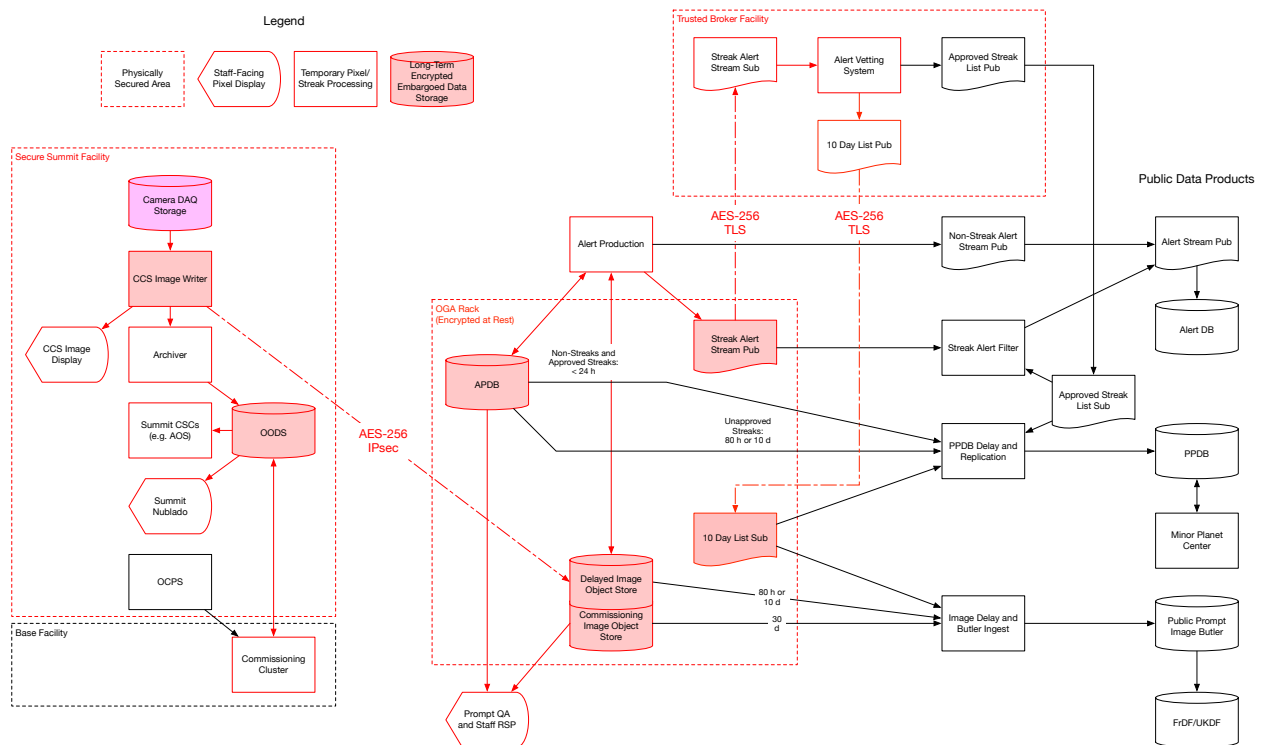 Legend
Physically
Secured Area
Staff-Facing
Pixel Display
Temporary Pixel/
Streak Processing
Long-Term
Encrypted
Embargoed Data
Storage
Trusted Broker Facility
Streak Alert
Stream Sub
Alert Vetting
System
Approved Streak
List Pub
10 Day List Pub
Secure Summit Facility
Camera DAQ
Storage
CCS Image Writer
CCS Image
Display
Archiver
Summit CSCs
(e.g. AOS)
OODS
Summit
Nublado
OCPS
Base Facility
Commissioning
Cluster
AES-256
IPsec
AES-256
TLS
AES-256
TLS
Public Data Products
Alert Production
Non-Streak Alert
Stream Pub
Alert Stream Pub
OGA Rack
(Encrypted at Rest)
Streak Alert
Stream Pub
Streak Alert Filter
Alert DB
Non-Streaks and
Approved Streaks:
< 24 h
APDB
Approved Streak
List Sub
Unapproved
Streaks:
80 h or 10 d
PPDB Delay and
Replication
PPDB
10 Day List Sub
Minor Planet
Center
Delayed Image
Object Store
80 h or
10 d
Commissioning
Image Object
Store
30
d
Image Delay and
Butler Ingest
Public Prompt
Image Butler
Prompt QA
and Staff RSP
FrDF/UKDF